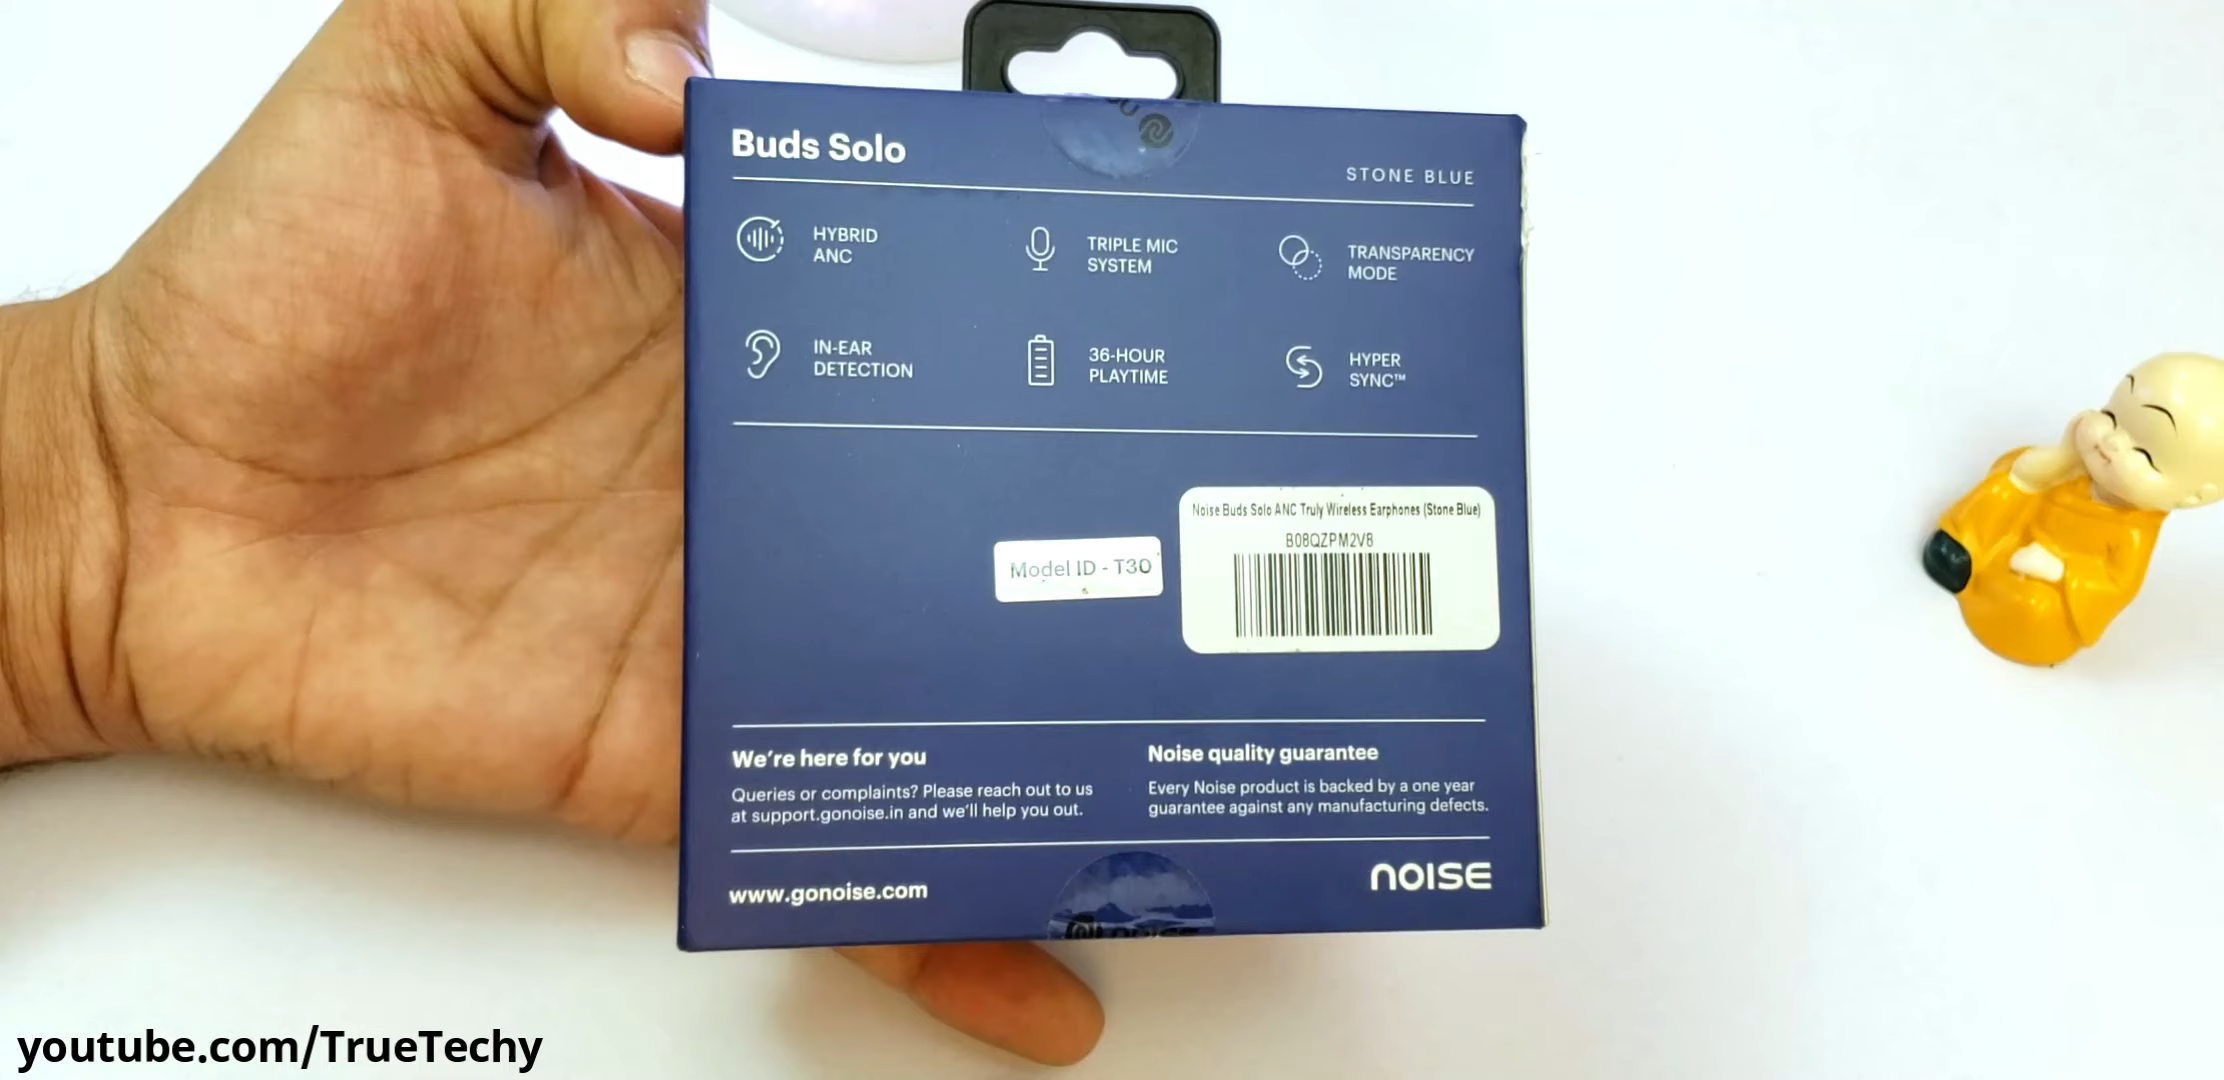 Buds Solo
STONE BLUE
HYBRID
ANC
TRIPLE MIC
SYSTEM
TRANSPARENCY
MODE
IN-EAR
DETECTION
36-HOUR
PLAYTIME
HYPER
SYNC™
Noise Buds Solo ANC Truly Wireless Earphones (Stone Blue)
B08QZPM2V8
Model ID - T30
We're here for you
Queries or complaints? Please reach out to us
at support.gonoise.in and we'll help you out.
Noise quality guarantee
Every Noise product is backed by a one year
guarantee against any manufacturing defects.
www.gonoise.com
NOISE
youtube.com/TrueTechy